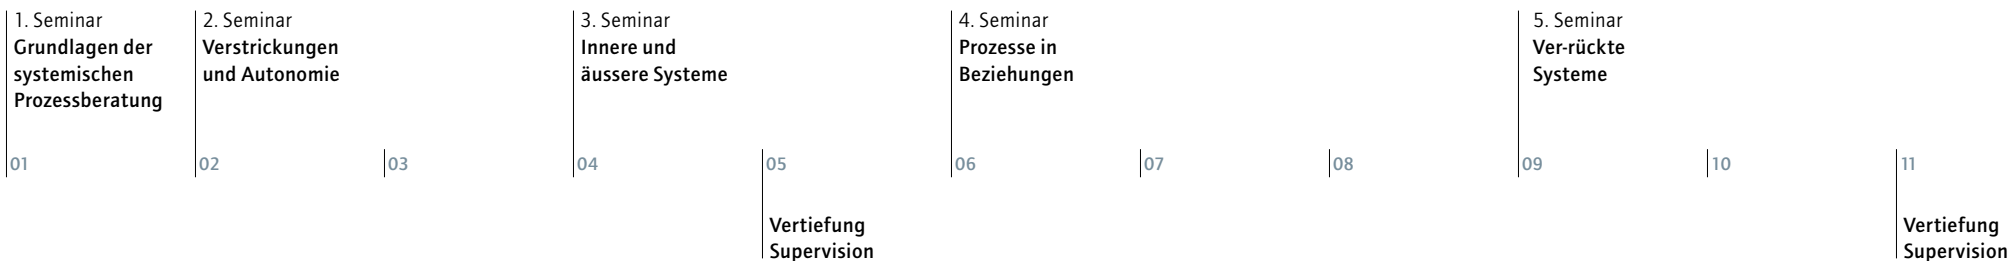 1. Seminar
Grundlagen der
systemischen
Prozessberatung
2. Seminar
Verstrickungen
und Autonomie
3. Seminar
Innere und
äussere Systeme
4. Seminar
Prozesse in
Beziehungen
5. Seminar
Ver-rückte
Systeme
01
02
03
04
05
06
07
08
09
10
11
Vertiefung
Supervision
Vertiefung
Supervision